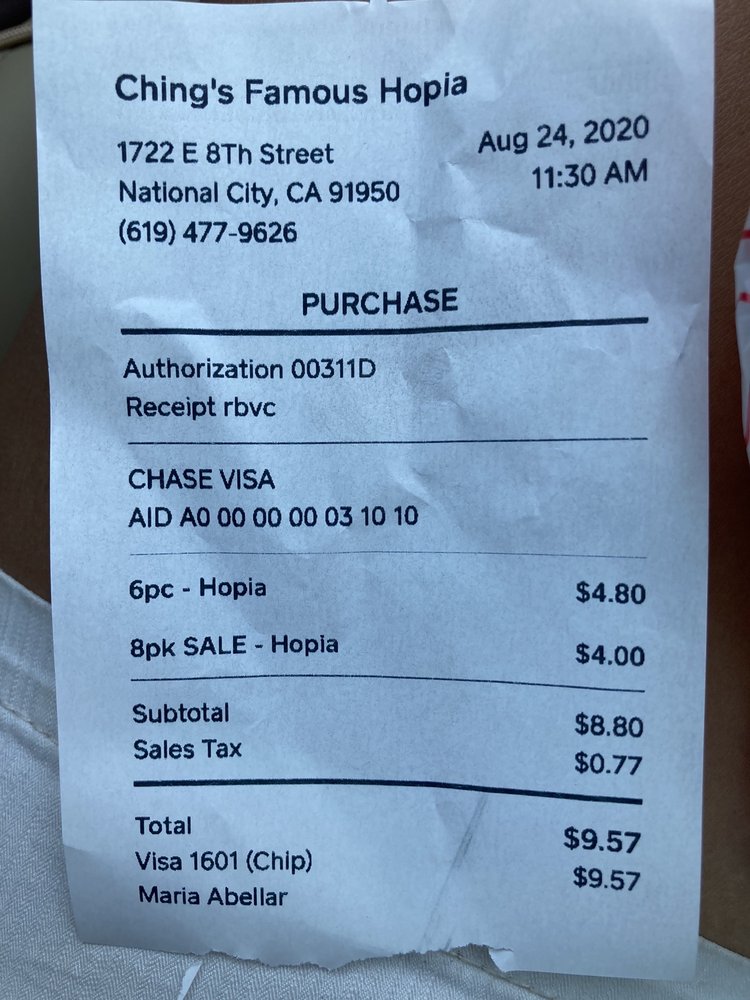 Ching's Famous Hopia
1722 E 8Th Street
National City, CA 91950
(619) 477-9626
Aug 24, 2020
11:30 AM
PURCHASE
Authorization 00311D
Receipt rbvc
CHASE VISA
AID A0 00 00 00 03 10 10
6pc - Hopia $4.80
8pk SALE - Hopia $4.00
Subtotal $8.80
Sales Tax $0.77
Total $9.57
Visa 1601 (Chip) $9.57
Maria Abellar